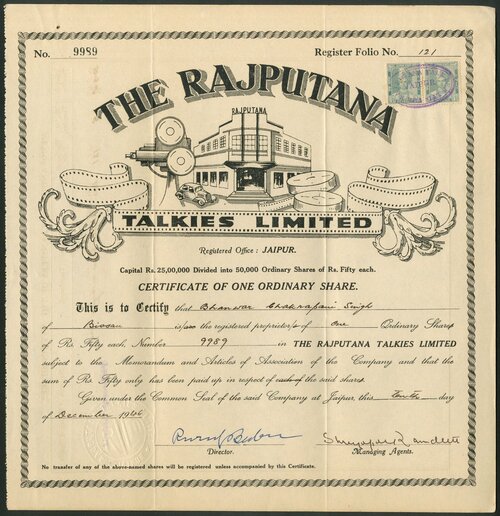 No. 9989
Register Folio No. 121
THE RAJPUTANA
RAJPUTANA
TALKIES LIMITED
Registered Office : JAIPUR.
Capital Rs. 25,00,000 Divided into 50,000 Ordinary Shares of Rs. Fifty each.
CERTIFICATE OF ONE ORDINARY SHARE.
This is to Certify that Bhanwar Chakrapani Singh
of Bissau is/are the registered proprietor/s of One Ordinary Share
of Rs. Fifty each, Number 9989 in THE RAJPUTANA TALKIES LIMITED
subject to the Memorandum and Articles of Association of the Company and that the
sum of Rs. Fifty only has been paid up in respect of each of the said shares
Given under the Common Seal of the said Company at Jaipur, this Tenth day
of December 1946
Director.
Managing Agents.
No transfer of any of the above-named shares will be registered unless accompanied by this Certificate.